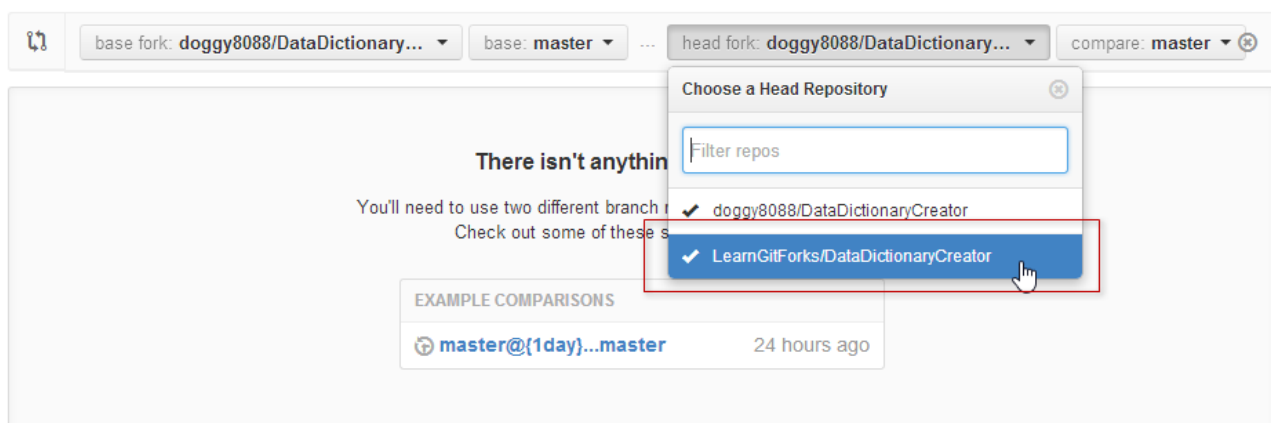 base fork: doggy8088/DataDictionary... base: master ... head fork: doggy8088/DataDictionary... compare: master
Choose a Head Repository
Filter repos
There isn't anythin
doggy8088/DataDictionaryCreator
You'll need to use two different branch
Check out some of these s
LearnGitForks/DataDictionaryCreator
EXAMPLE COMPARISONS
master@{1day}...master 24 hours ago